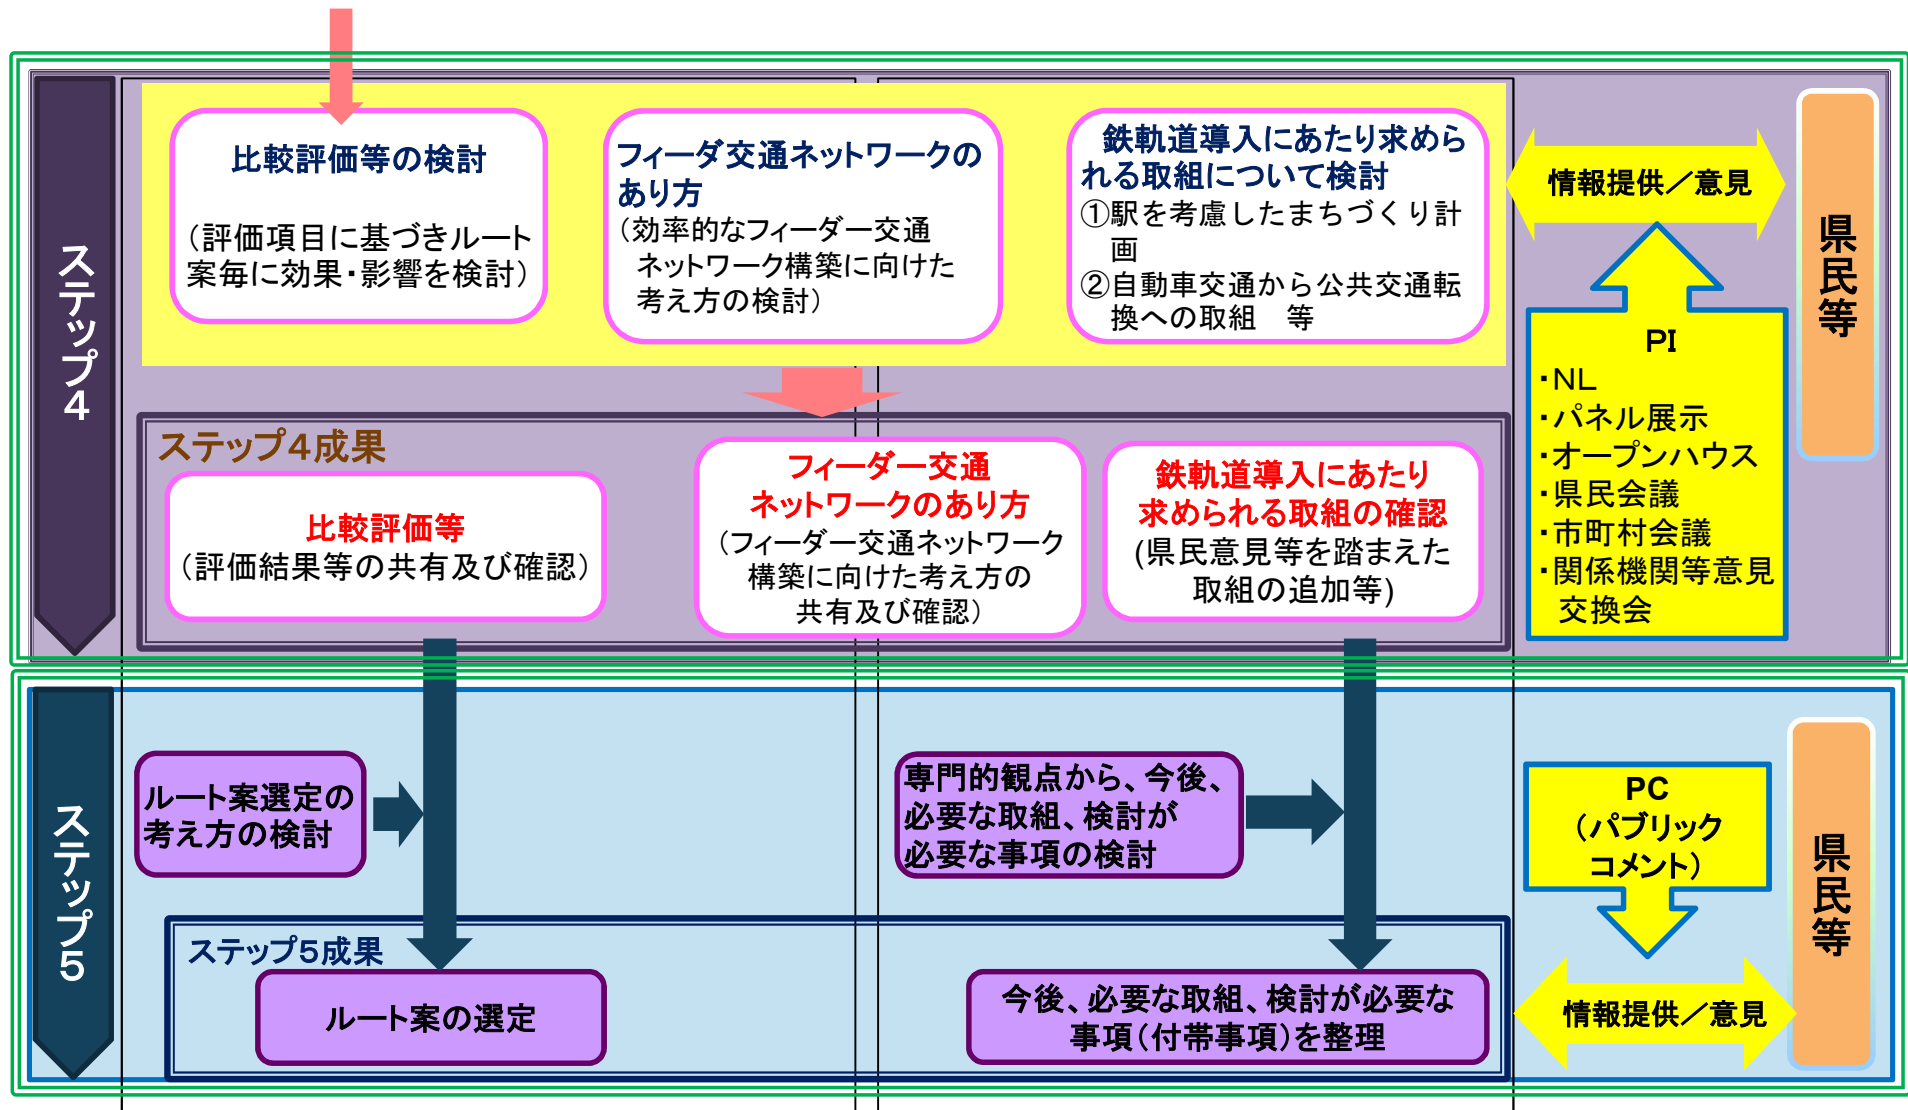 ステップ4
比較評価等の検討
（評価項目に基づきルート
案毎に効果・影響を検討）
フィーダ交通ネットワークの
あり方
（効率的なフィーダー交通
ネットワーク構築に向けた
考え方の検討）
鉄軌道導入にあたり求めら
れる取組について検討
①駅を考慮したまちづくり計
画
②自動車交通から公共交通転
換への取組　等
情報提供／意見
県民等
PI
・NL
・パネル展示
・オープンハウス
・県民会議
・市町村会議
・関係機関等意見
交換会
ステップ4成果
比較評価等
（評価結果等の共有及び確認）
フィーダー交通
ネットワークのあり方
（フィーダー交通ネットワーク
構築に向けた考え方の
共有及び確認）
鉄軌道導入にあたり
求められる取組の確認
(県民意見等を踏まえた
取組の追加等)
ステップ5
ルート案選定の
考え方の検討
専門的観点から、今後、
必要な取組、検討が
必要な事項の検討
PC
（パブリック
コメント）
県民等
ステップ5成果
ルート案の選定
今後、必要な取組、検討が必要な
事項（付帯事項）を整理
情報提供／意見